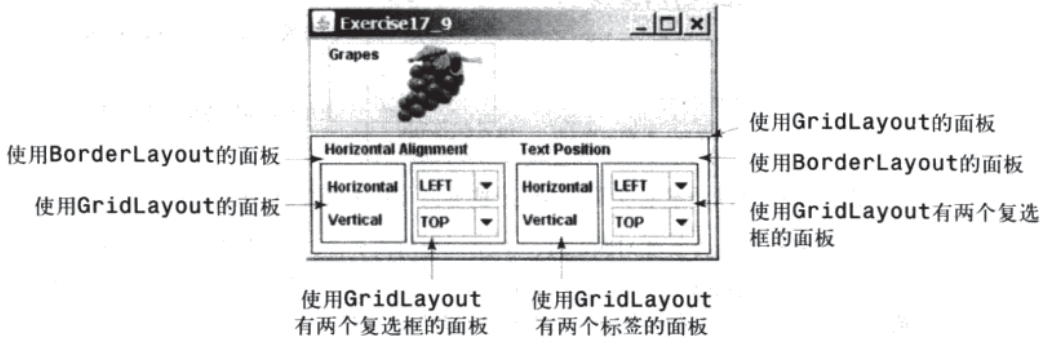 Exercise17_9
Grapes
使用GridLayout的面板
使用BorderLayout的面板
Horizontal Alignment
Text Position
使用BorderLayout的面板
Horizontal
LEFT
Horizontal
LEFT
使用GridLayout的面板
使用GridLayout有两个复选
框的面板
Vertical
TOP
Vertical
TOP
使用GridLayout
有两个复选框的面板
使用GridLayout
有两个标签的面板